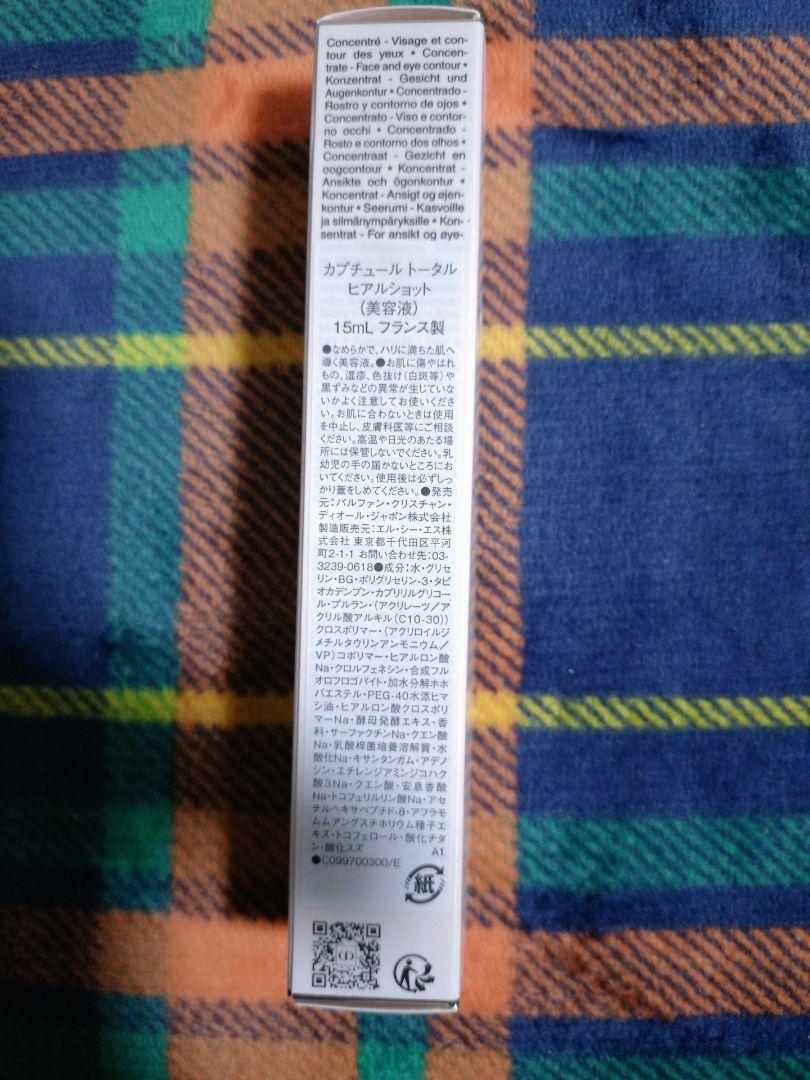 Concentré - Visage et con-
tour des yeux • Concen-
trate - Face and eye contour •
Konzentrat - Gesicht und
Augenkontur • Concentrado -
Rostro y contorno de ojos •
Concentrato - Viso e contor-
no occhi • Concentrado -
Rosto e contorno dos olhos •
Concentraat - Gezicht en
oogcontour • Koncentrat -
Ansikte och ögonkontur •
Koncentrat - Ansigt og øjen-
kontur • Seerumi - Kasvoille
ja silmänympäryksille • Kon-
sentrat - For ansikt og øye-
カプチュール トータル
ヒアルショット
（美容液）
15mL フランス製
●なめらかで、ハリに満ちた肌へ
導く美容液。●お肌に傷やはれ
もの、湿疹、色抜け（白斑等）や
黒ずみなどの異常が生じていな
いかよく注意してお使いくださ
い。お肌に合わないときは使用
を中止し、皮膚科医等にご相談
ください。高温や日光のあたる場
所には保管しないでください。乳
幼児の手の届かないところにお
いてください。使用後は必ずしっ
かり蓋をしめてください。●発売
元：パルファン・クリスチャン・
ディオール・ジャポン株式会社
製造販売元：エル・シー・エス株
式会社 東京都千代田区平河
町2-1-1 お問い合わせ先：03-
3239-0618●成分：水・グリセ
リン・BG・ポリグリセリン-3・タピ
オカデンプン・カプリリルグリコー
ル・プルラン・（アクリレーツ／ア
クリル酸アルキル（C10-30））
クロスポリマー・（アクリロイルジ
メチルタウリンアンモニウム／
VP）コポリマー・ヒアルロン酸
Na・クロルフェネシン・合成フル
オロフロゴパイト・加水分解ホホ
バエステル・PEG-40水添ヒマ
シ油・ヒアルロン酸クロスポリ
マーNa・酵母発酵エキス・香
料・サーファクチンNa・クエン酸
Na・乳酸桿菌培養溶解質・水
酸化Na・キサンタンガム・アデノ
シン・エチレンジアミンジコハク
酸3Na・クエン酸・安息香酸
Na・トコフェリルリン酸Na・アセ
チルヘキサペプチド-8・アフラモ
ムムアングスチホリウム種子エ
キス・トコフェロール・酸化チタ
ン・酸化スズ A1
●C099700300/E
紙